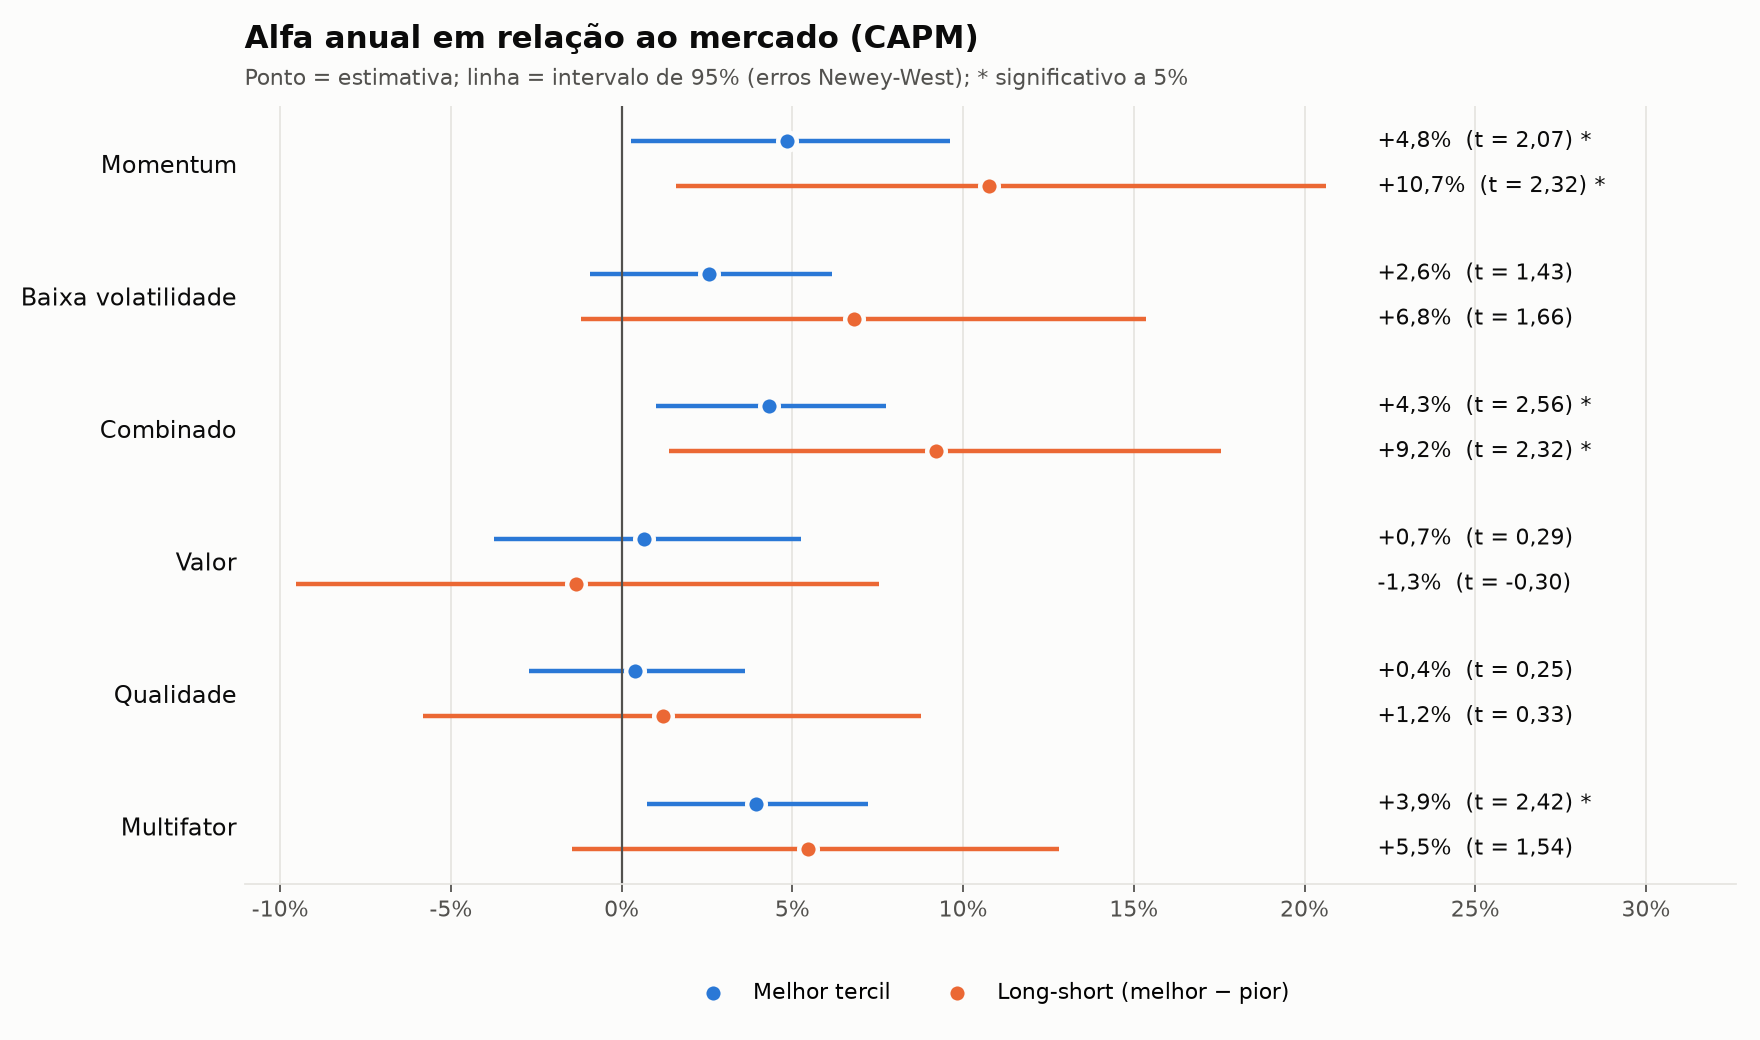 Alfa anual em relação ao mercado (CAPM)
Ponto = estimativa; linha = intervalo de 95% (erros Newey-West); * significativo a 5%
Momentum
+4,8% (t = 2,07) *
+10,7% (t = 2,32) *
Baixa volatilidade
+2,6% (t = 1,43)
+6,8% (t = 1,66)
Combinado
+4,3% (t = 2,56) *
+9,2% (t = 2,32) *
Valor
+0,7% (t = 0,29)
-1,3% (t = -0,30)
Qualidade
+0,4% (t = 0,25)
+1,2% (t = 0,33)
Multifator
+3,9% (t = 2,42) *
+5,5% (t = 1,54)
-10% -5% 0% 5% 10% 15% 20% 25% 30%
Melhor tercil Long-short (melhor − pior)